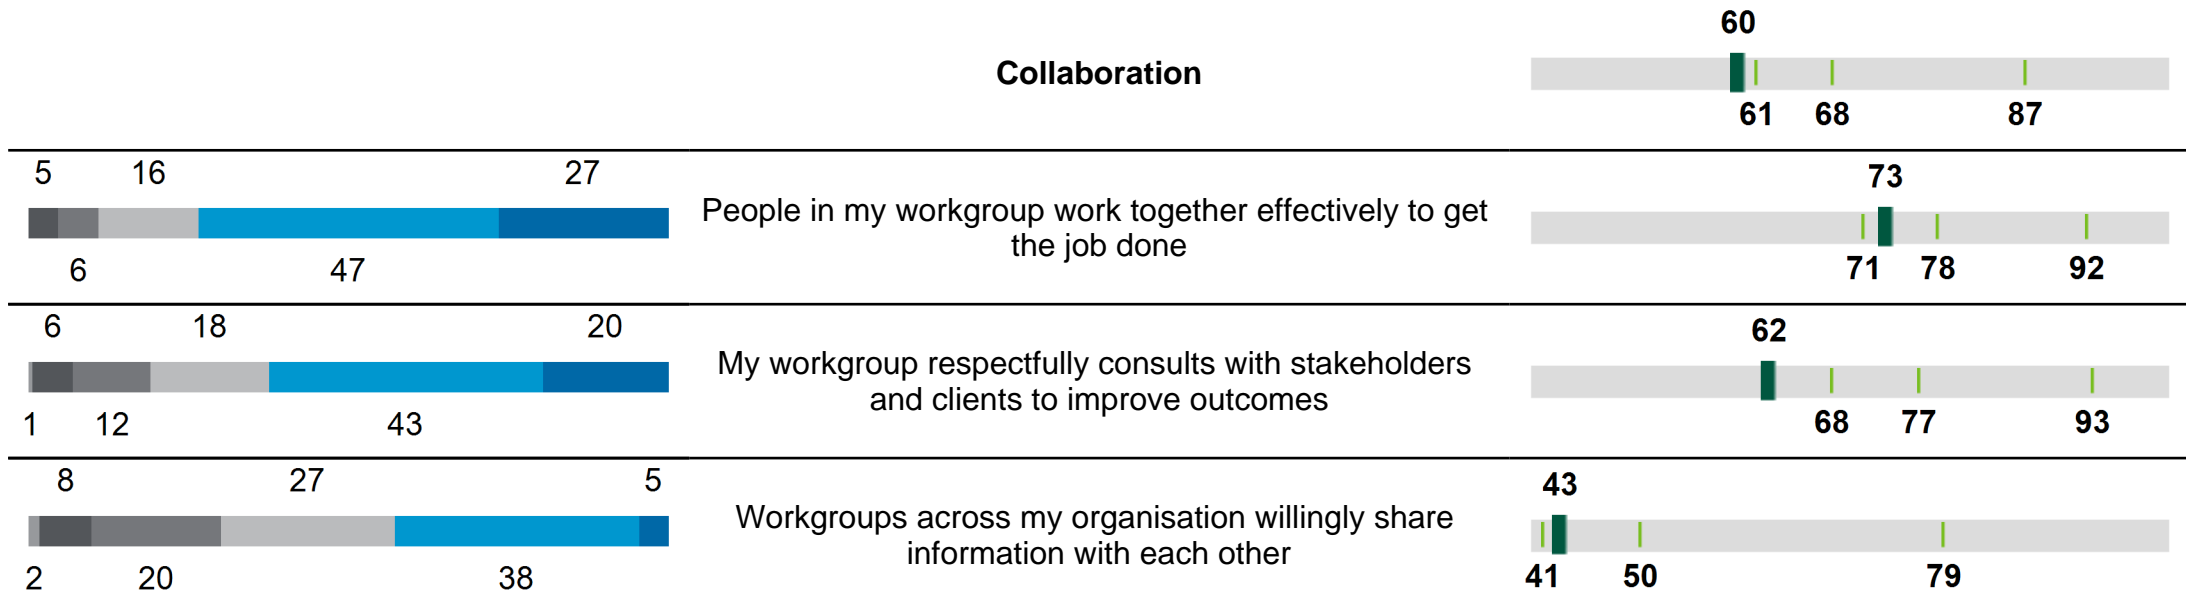 60
Collaboration
61 68 87
5 16 27
73
People in my workgroup work together effectively to get
the job done
6 47
71 78 92
6 18 20
62
My workgroup respectfully consults with stakeholders
and clients to improve outcomes
1 12 43
68 77 93
8 27 5
43
Workgroups across my organisation willingly share
information with each other
2 20 38
41 50 79